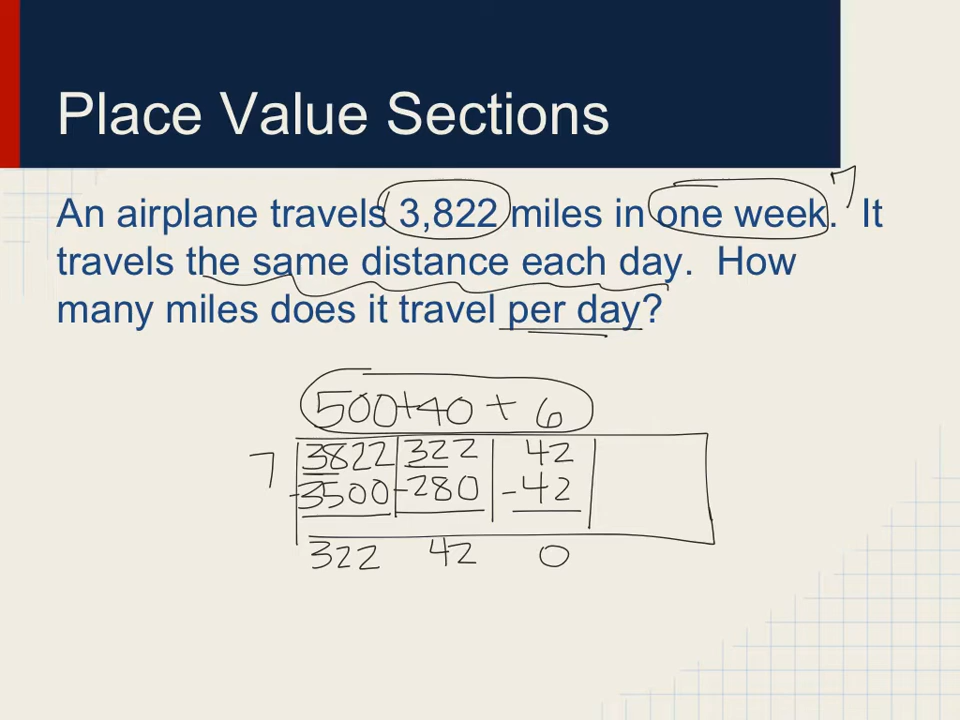 Place Value Sections
An airplane travels 3,822 miles in one week. It
7
travels the same distance each day. How
many miles does it travel per day?
500+40+6
7 3822 322 42
-3500 -280 -42
322 42 0